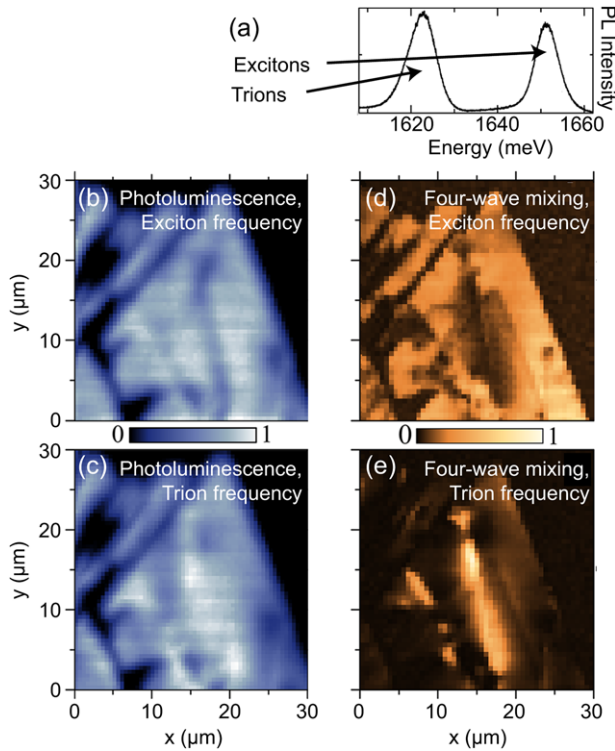 (a)
Excitons
Trions
PL Intensity
1620 1640 1660
Energy (meV)
(b) Photoluminescence,
Exciton frequency
30
20
10
0
y (µm)
0 1
(d) Four-wave mixing,
Exciton frequency
0 1
(c) Photoluminescence,
Trion frequency
30
20
10
0
y (µm)
0 10 20 30
x (µm)
(e) Four-wave mixing,
Trion frequency
0 10 20 30
x (µm)